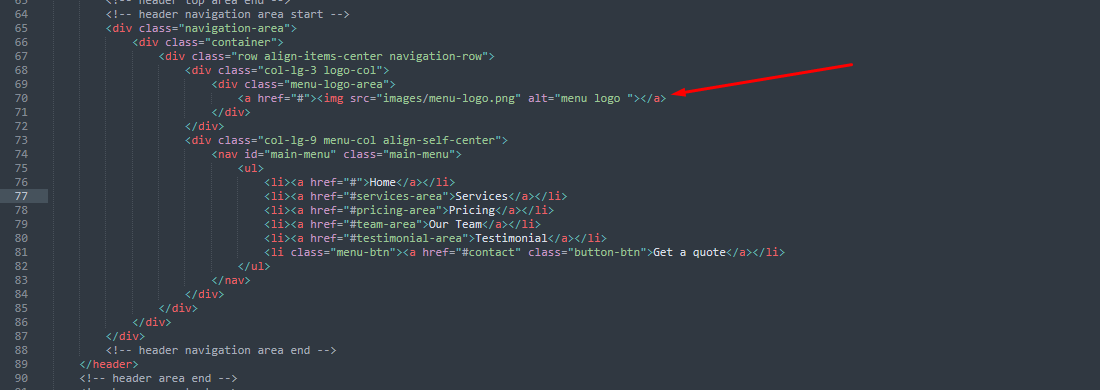 63 <!-- header top area end -->
64 <!-- header navigation area start -->
65 <div class="navigation-area">
66 <div class="container">
67 <div class="row align-items-center navigation-row">
68 <div class="col-lg-3 logo-col">
69 <div class="menu-logo-area">
70 <a href="#"><img src="images/menu-logo.png" alt="menu logo "></a>
71 </div>
72 </div>
73 <div class="col-lg-9 menu-col align-self-center">
74 <nav id="main-menu" class="main-menu">
75 <ul>
76 <li><a href="#">Home</a></li>
77 <li><a href="#services-area">Services</a></li>
78 <li><a href="#pricing-area">Pricing</a></li>
79 <li><a href="#team-area">Our Team</a></li>
80 <li><a href="#testimonial-area">Testimonial</a></li>
81 <li class="menu-btn"><a href="#contact" class="button-btn">Get a quote</a></li>
82 </ul>
83 </nav>
84 </div>
85 </div>
86 </div>
87 </div>
88 <!-- header navigation area end -->
89 </header>
90 <!-- header area end -->